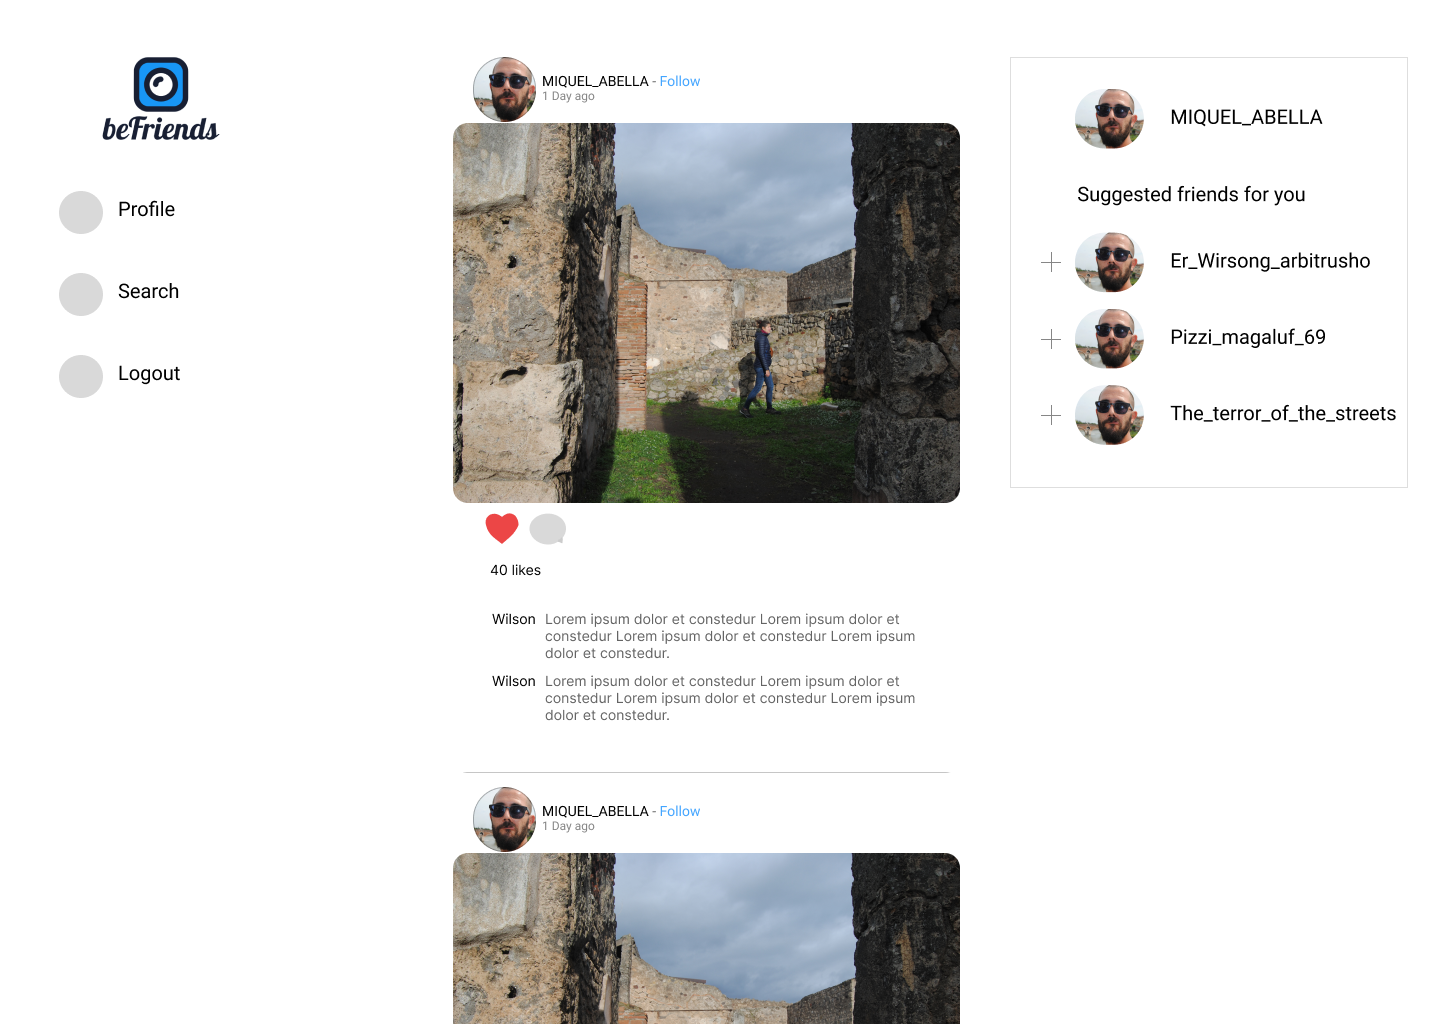 beFriends
Profile
Search
Logout
MIQUEL_ABELLA - Follow
1 Day ago
40 likes
Wilson Lorem ipsum dolor et constedur Lorem ipsum dolor et
constedur Lorem ipsum dolor et constedur Lorem ipsum
dolor et constedur.
Wilson Lorem ipsum dolor et constedur Lorem ipsum dolor et
constedur Lorem ipsum dolor et constedur Lorem ipsum
dolor et constedur.
MIQUEL_ABELLA - Follow
1 Day ago
MIQUEL_ABELLA
Suggested friends for you
Er_Wirsong_arbitrusho
Pizzi_magaluf_69
The_terror_of_the_streets